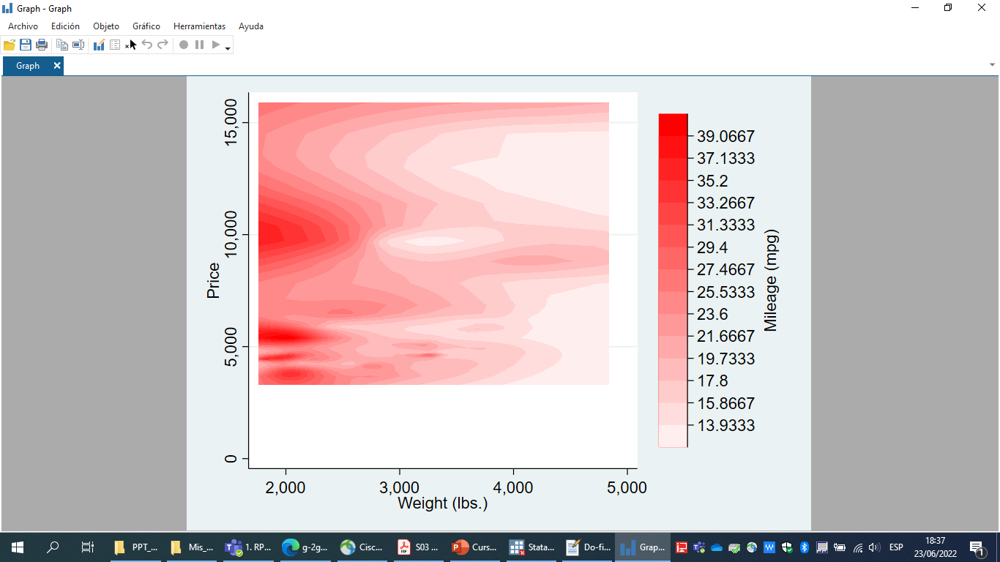 Graph - Graph
Archivo Edición Objeto Gráfico Herramientas Ayuda
Graph
15,000
10,000
5,000
0
Price
2,000 3,000 4,000 5,000
Weight (lbs.)
39.0667
37.1333
35.2
33.2667
31.3333
29.4
27.4667
25.5333
23.6
21.6667
19.7333
17.8
15.8667
13.9333
Mileage (mpg)
PPT_... Mis_... 1. RP... g-2g... Cisc... S03 ... Curs... Stata... Do-fi... Grap... ESP 18:37
23/06/2022